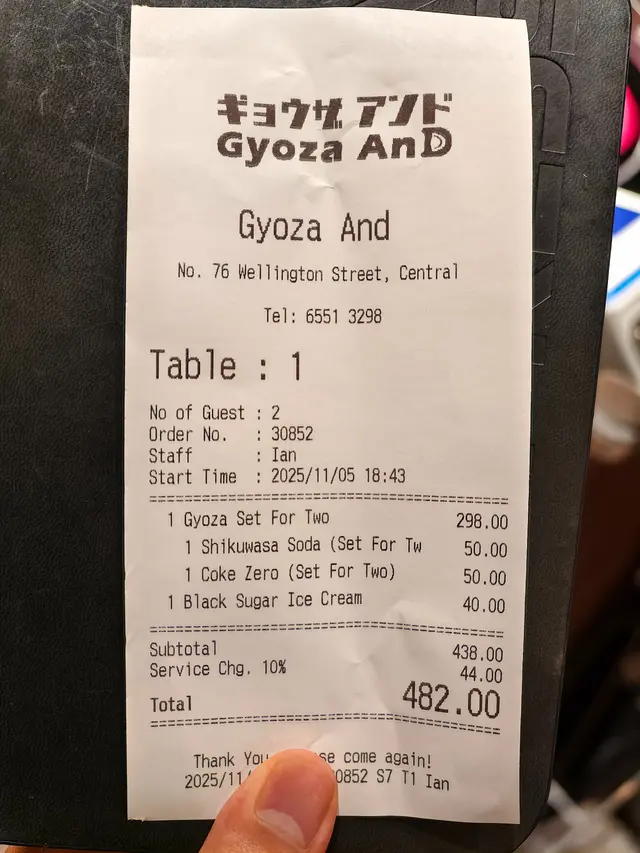 ギョウザ アンド
Gyoza AnD
Gyoza And
No. 76 Wellington Street, Central
Tel: 6551 3298
Table : 1
No of Guest : 2
Order No. : 30852
Staff : Ian
Start Time : 2025/11/05 18:43
1 Gyoza Set For Two 298.00
1 Shikuwasa Soda (Set For Tw 50.00
1 Coke Zero (Set For Two) 50.00
1 Black Sugar Ice Cream 40.00
Subtotal 438.00
Service Chg. 10% 44.00
Total 482.00
Thank You come again!
2025/11/ 0852 S7 T1 Ian